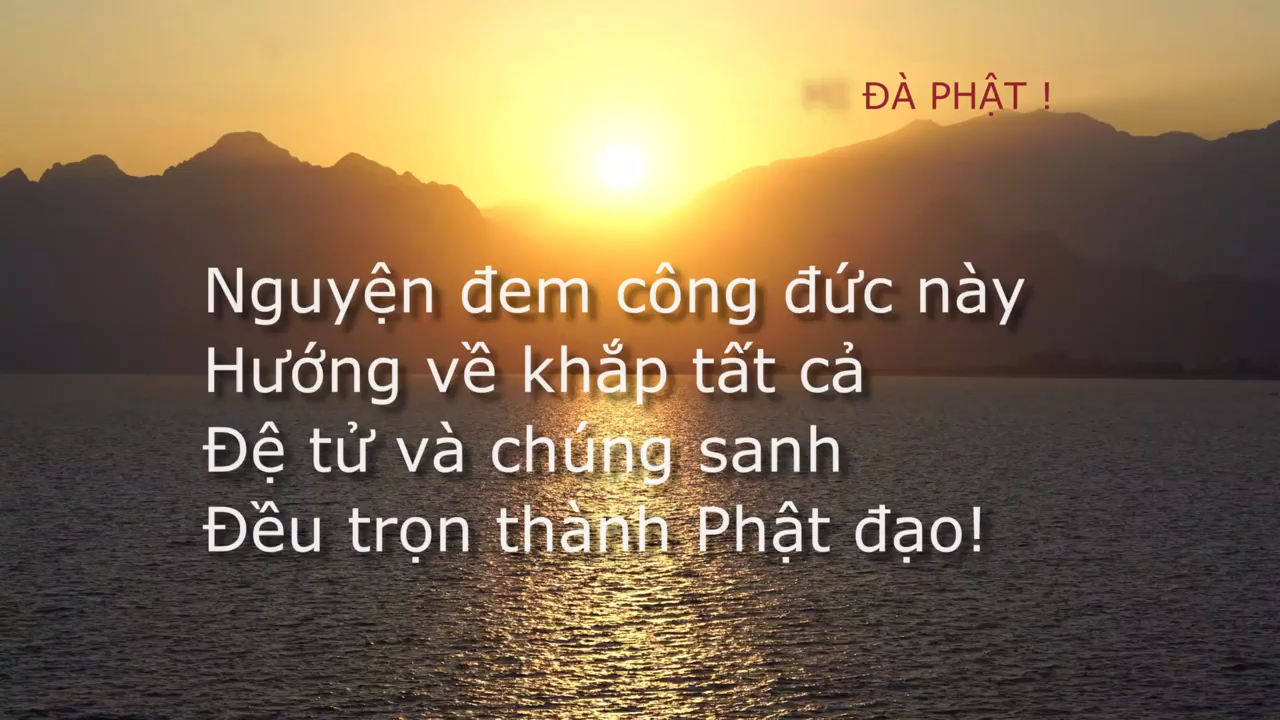 ĐÀ PHẬT !
Nguyện đem công đức này
Hướng về khắp tất cả
Đệ tử và chúng sanh
Đều trọn thành Phật đạo!